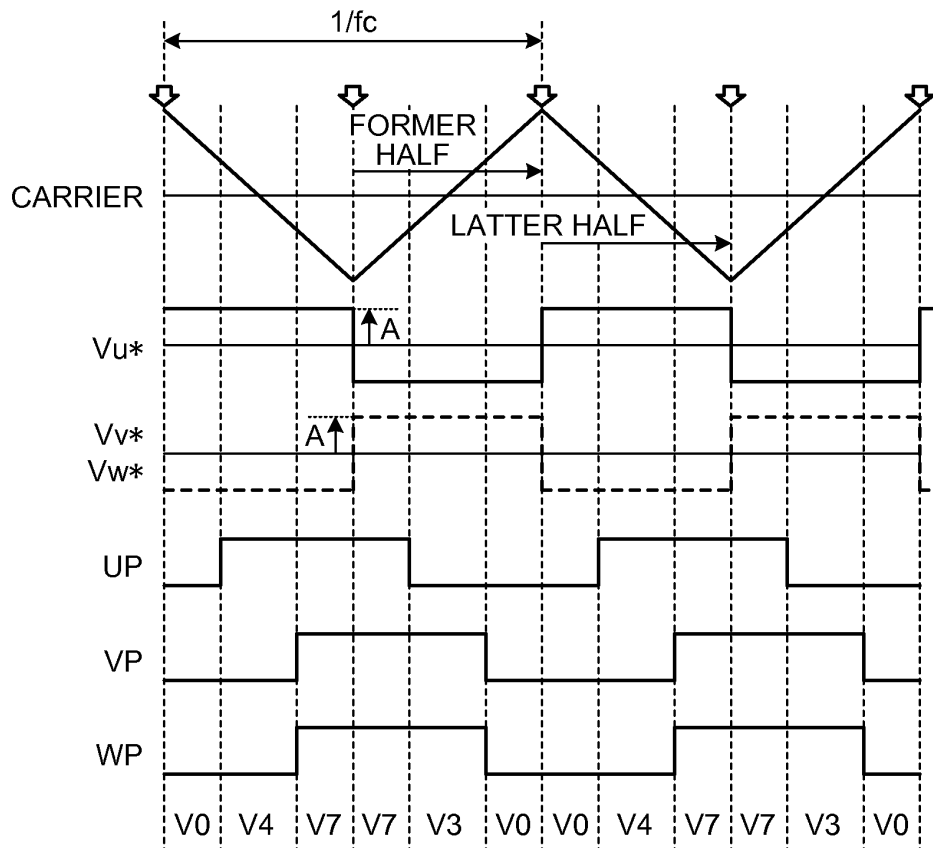 1/fc
FORMER
HALF
CARRIER
LATTER HALF
A
Vu*
A
Vv*
Vw*
UP
VP
WP
V0 V4 V7 V7 V3 V0 V0 V4 V7 V7 V3 V0